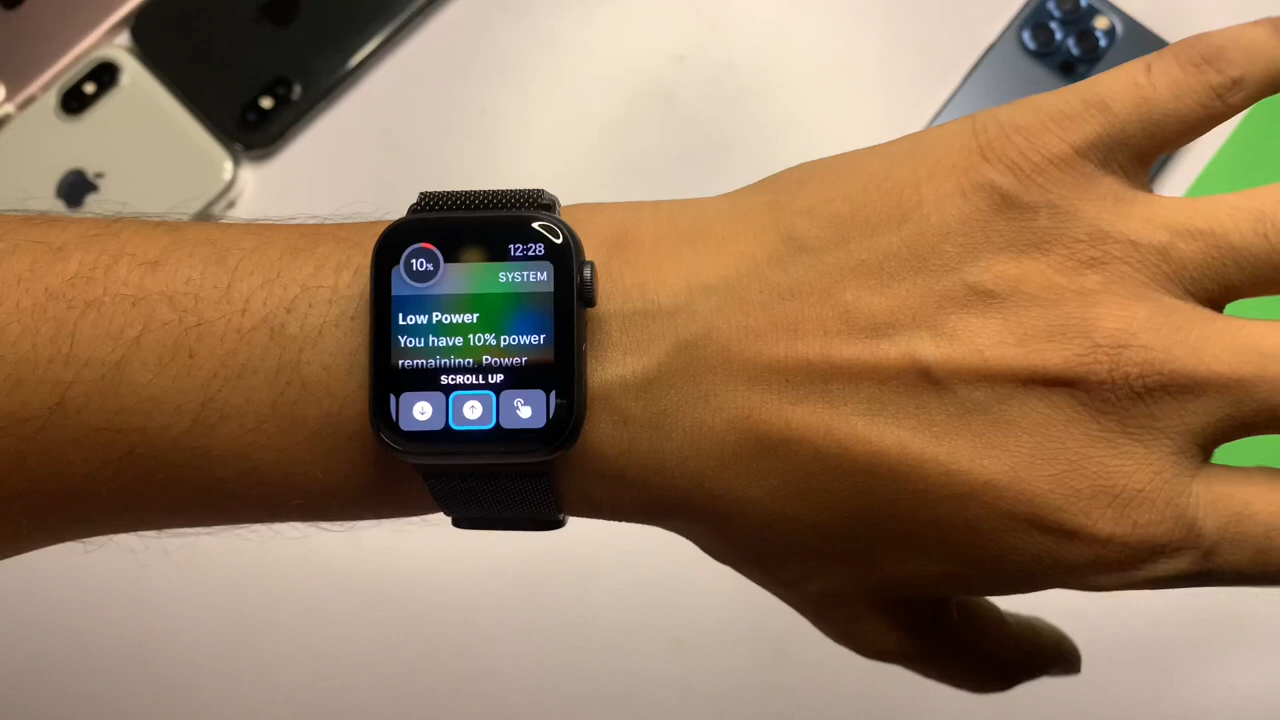 12:28
10%
SYSTEM
Low Power
You have 10% power
remaining. Power
SCROLL UP